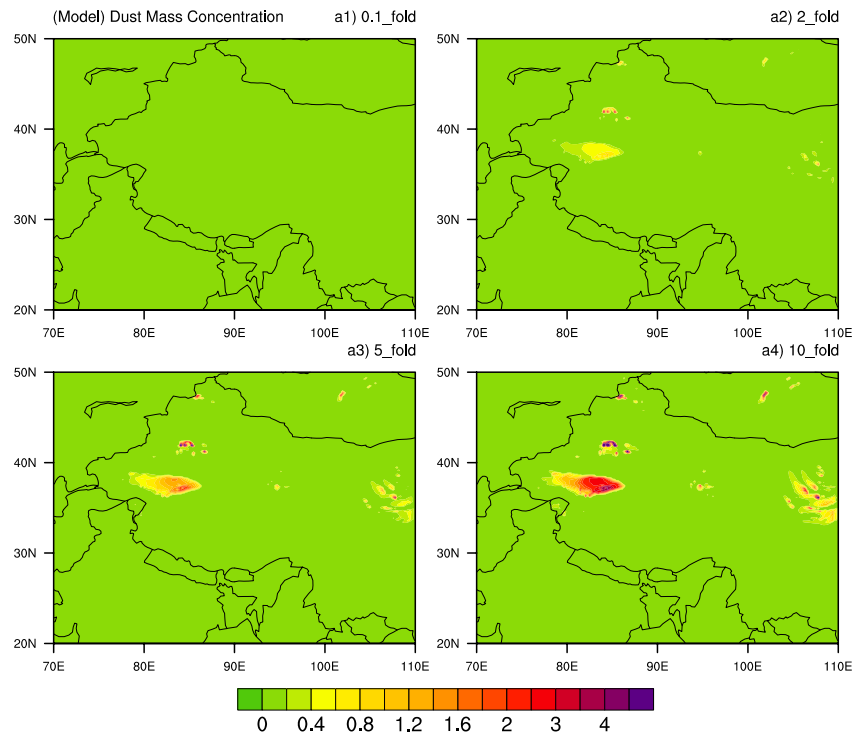 (Model) Dust Mass Concentration a1) 0.1_fold a2) 2_fold
50N 50N
40N 40N
30N 30N
20N 20N
70E 80E 90E 100E 110E 70E 80E 90E 100E 110E
a3) 5_fold a4) 10_fold
50N 50N
40N 40N
30N 30N
20N 20N
70E 80E 90E 100E 110E 70E 80E 90E 100E 110E
0 0.4 0.8 1.2 1.6 2 3 4